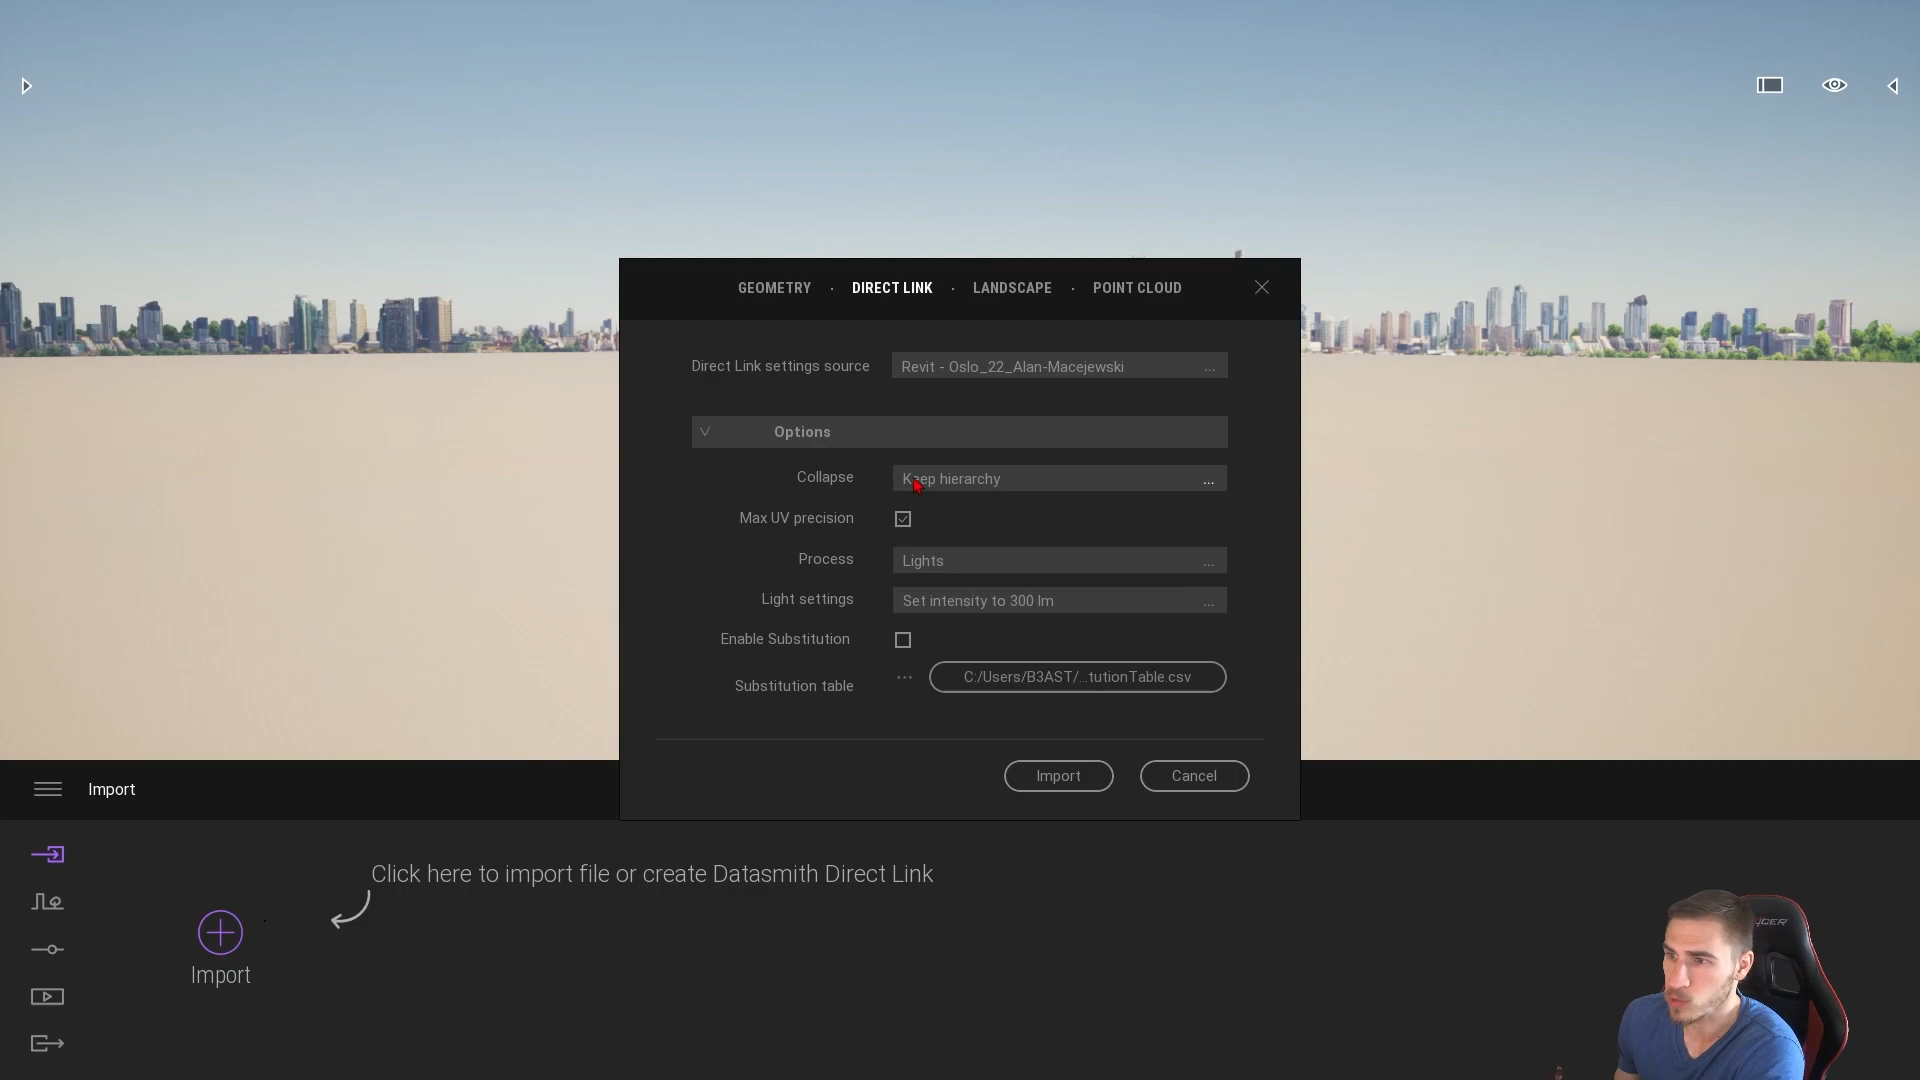 GEOMETRY · DIRECT LINK · LANDSCAPE · POINT CLOUD
Direct Link settings source Revit - Oslo_22_Alan-Macejewski ...
Options
Collapse Keep hierarchy ...
Max UV precision
Process Lights ...
Light settings Set intensity to 300 lm ...
Enable Substitution
Substitution table ... C:/Users/B3AST/...tutionTable.csv
Import Cancel
Import
Click here to import file or create Datasmith Direct Link
Import